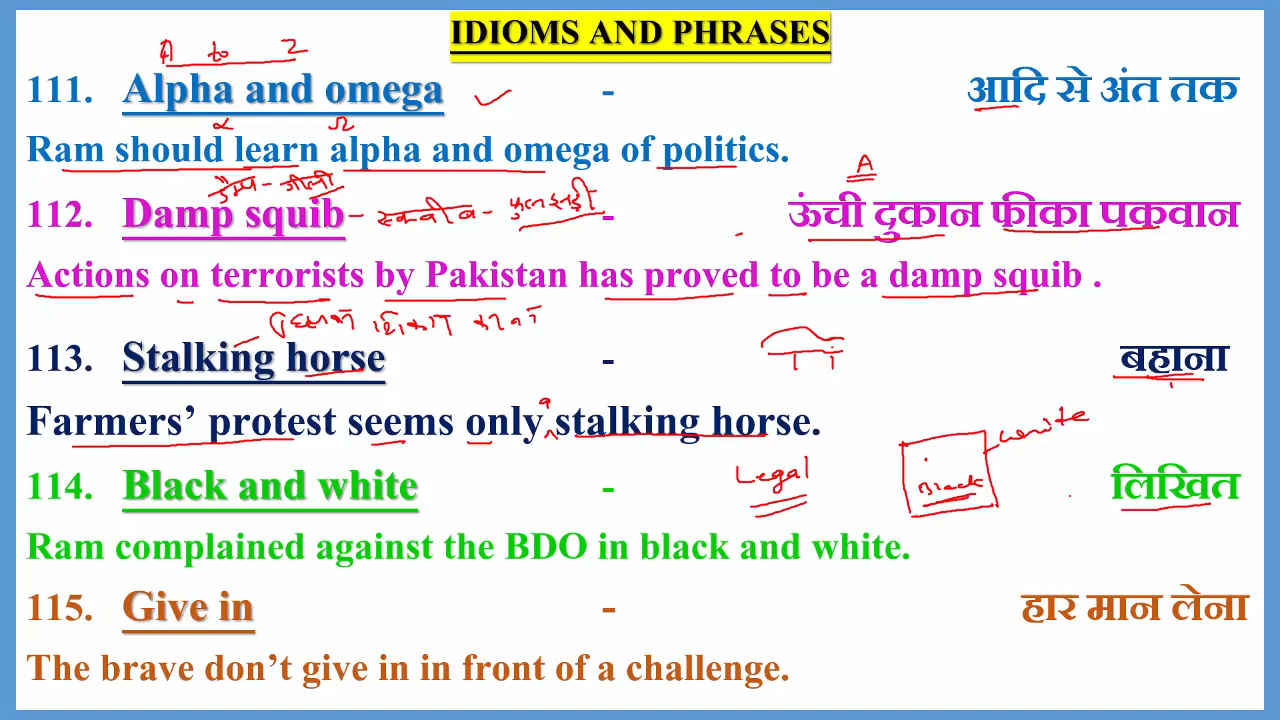 IDIOMS AND PHRASES
A to Z
111. Alpha and omega - आदि से अंत तक
α Ω
Ram should learn alpha and omega of politics.
A
डैम्प - गीली
112. Damp squib - स्क्वीब - फुलझड़ी - ऊंची दुकान फीका पकवान
Actions on terrorists by Pakistan has proved to be a damp squib .
113. Stalking horse - बहाना
a
Farmers' protest seems only stalking horse.
Legal
white
Black
114. Black and white - लिखित
Ram complained against the BDO in black and white.
115. Give in - हार मान लेना
The brave don't give in in front of a challenge.